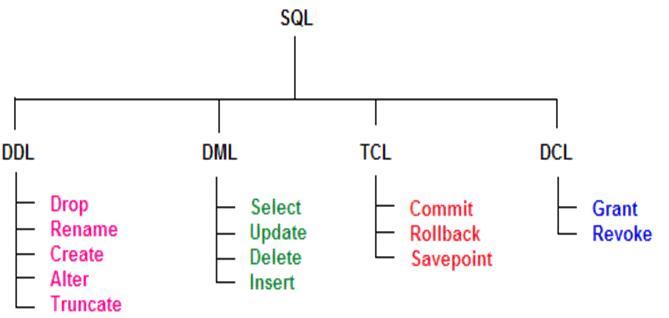 SQL
DDL
DML
TCL
DCL
Drop
Rename
Create
Alter
Truncate
Select
Update
Delete
Insert
Commit
Rollback
Savepoint
Grant
Revoke